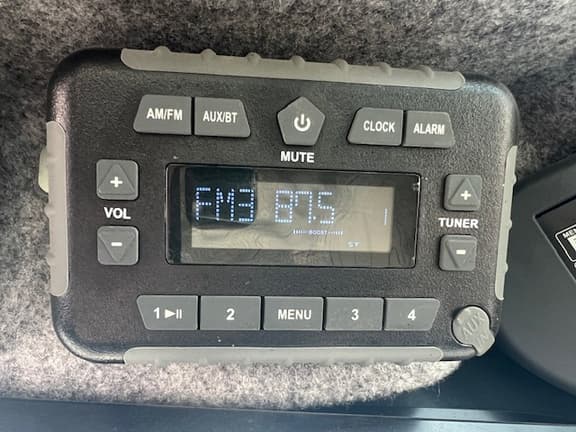 AM/FM AUX/BT CLOCK ALARM
MUTE
+ +
VOL TUNER
- -
FM3 87.5 1
BOOST
ST
1 ▶II 2 MENU 3 4
AUX